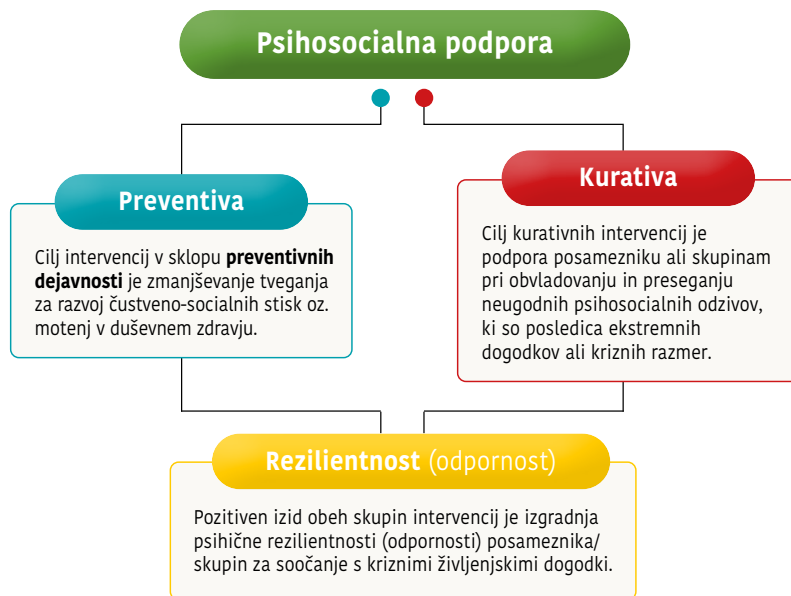 Psihosocialna podpora
Preventiva
Cilj intervencij v sklopu preventivnih
dejavnosti je zmanjševanje tveganja
za razvoj čustveno-socialnih stisk oz.
motenj v duševnem zdravju.
Kurativa
Cilj kurativnih intervencij je
podpora posamezniku ali skupinam
pri obvladovanju in preseganju
neugodnih psihosocialnih odzivov,
ki so posledica ekstremnih
dogodkov ali kriznih razmer.
Rezilientnost (odpornost)
Pozitiven izid obeh skupin intervencij je izgradnja
psihične rezilientnosti (odpornosti) posameznika/
skupin za soočanje s kriznimi življenjskimi dogodki.